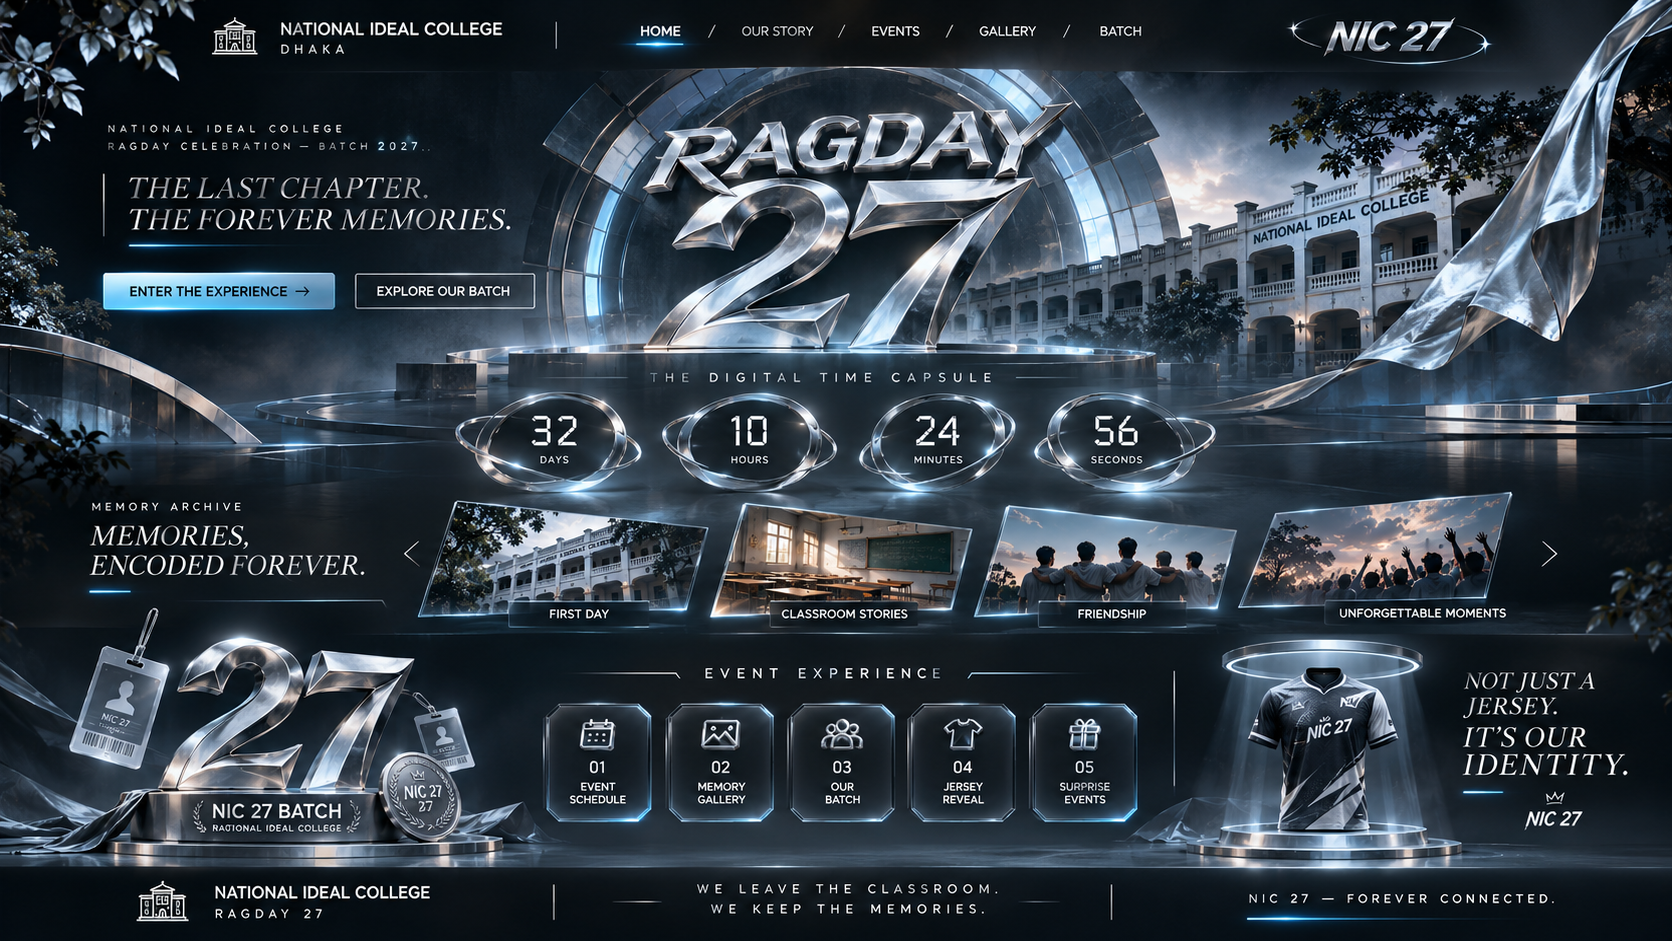 NATIONAL IDEAL COLLEGE
DHAKA
HOME / OUR STORY / EVENTS / GALLERY / BATCH
NIC 27
NATIONAL IDEAL COLLEGE
RAGDAY CELEBRATION — BATCH 2027..
THE LAST CHAPTER.
THE FOREVER MEMORIES.
ENTER THE EXPERIENCE →
EXPLORE OUR BATCH
RAGDAY
27
NATIONAL IDEAL COLLEGE
THE DIGITAL TIME CAPSULE
32
DAYS
10
HOURS
24
MINUTES
56
SECONDS
MEMORY ARCHIVE
MEMORIES,
ENCODED FOREVER.
FIRST DAY
CLASSROOM STORIES
FRIENDSHIP
UNFORGETTABLE MOMENTS
NIC 27
27
NIC 27
27
NIC 27 BATCH
RAGIONAL IDEAL COLLEGE
EVENT EXPERIENCE
01
EVENT
SCHEDULE
02
MEMORY
GALLERY
03
OUR
BATCH
04
JERSEY
REVEAL
05
SURPRISE
EVENTS
NIC 27
NOT JUST A
JERSEY.
IT'S OUR
IDENTITY.
NIC 27
NATIONAL IDEAL COLLEGE
RAGDAY 27
WE LEAVE THE CLASSROOM.
WE KEEP THE MEMORIES.
NIC 27 — FOREVER CONNECTED.